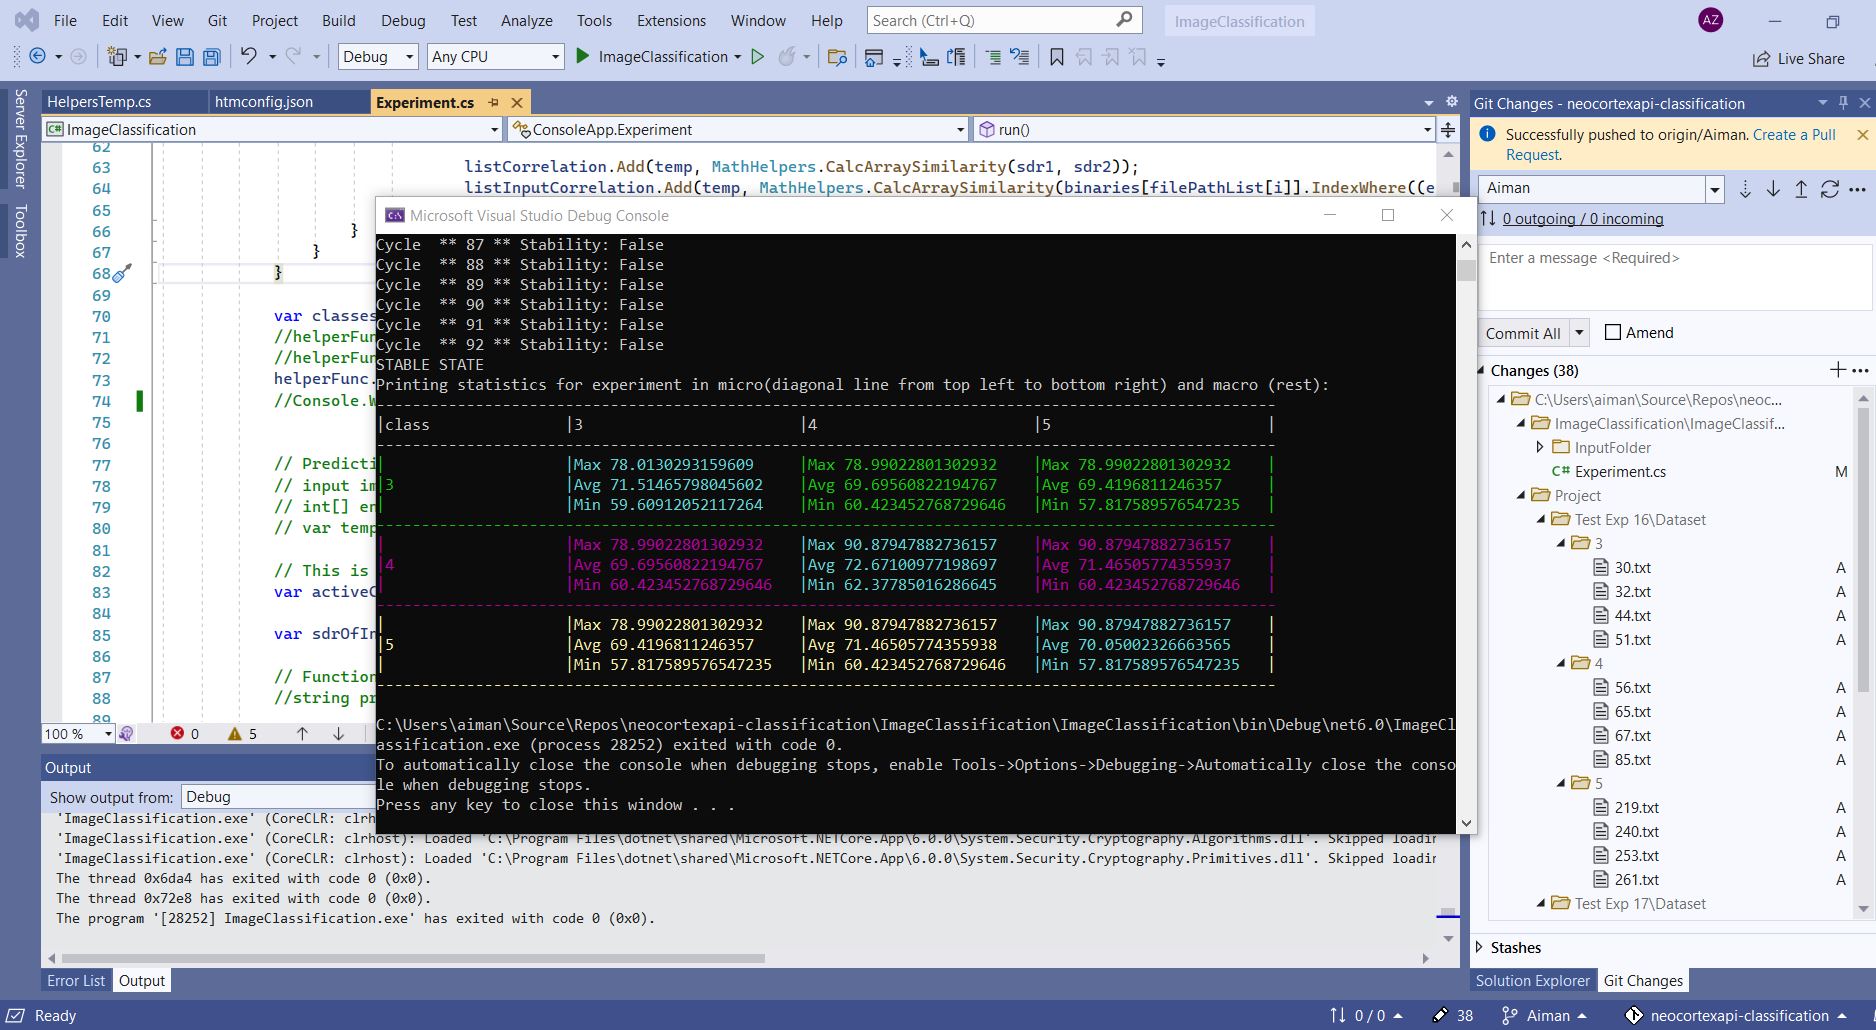 File Edit View Git Project Build Debug Test Analyze Tools Extensions Window Help Search (Ctrl+Q) ImageClassification AZ
Debug Any CPU ImageClassification Live Share
Server Explorer
Toolbox
HelpersTemp.cs htmconfig.json Experiment.cs
C# ImageClassification ConsoleApp.Experiment run()
62
63 listCorrelation.Add(temp, MathHelpers.CalcArraySimilarity(sdr1, sdr2));
64 listInputCorrelation.Add(temp, MathHelpers.CalcArraySimilarity(binaries[filePathList[i]].IndexWhere((e
65
66 }
67 }
68 }
69
70 var classes
71 //helperFun
72 //helperFun
73 helperFunc.
74 //Console.W
75
76
77 // Predicti
78 // input im
79 // int[] en
80 // var temp
81
82 // This is
83 var activeC
84
85 var sdrOfIn
86
87 // Function
88 //string pr
89
100 % 0 5
Microsoft Visual Studio Debug Console
Cycle ** 87 ** Stability: False
Cycle ** 88 ** Stability: False
Cycle ** 89 ** Stability: False
Cycle ** 90 ** Stability: False
Cycle ** 91 ** Stability: False
Cycle ** 92 ** Stability: False
STABLE STATE
Printing statistics for experiment in micro(diagonal line from top left to bottom right) and macro (rest):
|class |3 |4 |5 |
| |Max 78.0130293159609 |Max 78.99022801302932 |Max 78.99022801302932 |
|3 |Avg 71.51465798045602 |Avg 69.69560822194767 |Avg 69.4196811246357 |
| |Min 59.60912052117264 |Min 60.423452768729646 |Min 57.817589576547235 |
| |Max 78.99022801302932 |Max 90.87947882736157 |Max 90.87947882736157 |
|4 |Avg 69.69560822194767 |Avg 72.67100977198697 |Avg 71.46505774355937 |
| |Min 60.423452768729646 |Min 62.37785016286645 |Min 60.423452768729646 |
| |Max 78.99022801302932 |Max 90.87947882736157 |Max 90.87947882736157 |
|5 |Avg 69.4196811246357 |Avg 71.46505774355938 |Avg 70.05002326663565 |
| |Min 57.817589576547235 |Min 60.423452768729646 |Min 57.817589576547235 |
C:\Users\aiman\Source\Repos\neocortexapi-classification\ImageClassification\ImageClassification\bin\Debug\net6.0\ImageCl
assification.exe (process 28252) exited with code 0.
To automatically close the console when debugging stops, enable Tools->Options->Debugging->Automatically close the conso
le when debugging stops.
Press any key to close this window . . .
Output
Show output from: Debug
'ImageClassification.exe' (CoreCLR: clrh
'ImageClassification.exe' (CoreCLR: clrhost): Loaded 'C:\Program Files\dotnet\shared\Microsoft.NETCore.App\6.0.0\System.Security.Cryptography.Algorithms.dll'. Skipped loadin
'ImageClassification.exe' (CoreCLR: clrhost): Loaded 'C:\Program Files\dotnet\shared\Microsoft.NETCore.App\6.0.0\System.Security.Cryptography.Primitives.dll'. Skipped loadin
The thread 0x6da4 has exited with code 0 (0x0).
The thread 0x72e8 has exited with code 0 (0x0).
The program '[28252] ImageClassification.exe' has exited with code 0 (0x0).
Error List Output
Git Changes - neocortexapi-classification
Successfully pushed to origin/Aiman. Create a Pull
Request.
Aiman
0 outgoing / 0 incoming
Enter a message <Required>
Commit All Amend
Changes (38)
C:\Users\aiman\Source\Repos\neoc...
ImageClassification\ImageClassif...
InputFolder
C# Experiment.cs M
Project
Test Exp 16\Dataset
3
30.txt A
32.txt A
44.txt A
51.txt A
4
56.txt A
65.txt A
67.txt A
85.txt A
5
219.txt A
240.txt A
253.txt A
261.txt A
Test Exp 17\Dataset
Stashes
Solution Explorer Git Changes
Ready 0 / 0 38 Aiman neocortexapi-classification